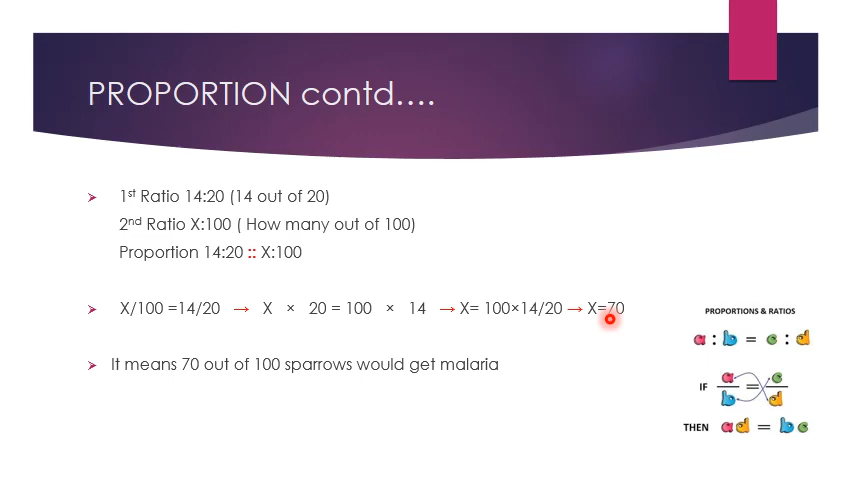 PROPORTION contd....
1st Ratio 14:20 (14 out of 20)
2nd Ratio X:100 ( How many out of 100)
Proportion 14:20 :: X:100
X/100 =14/20 → X × 20 = 100 × 14 → X= 100×14/20 → X=70
It means 70 out of 100 sparrows would get malaria
PROPORTIONS & RATIOS
a : b = c : d
IF a/b = c/d
THEN ad = bc